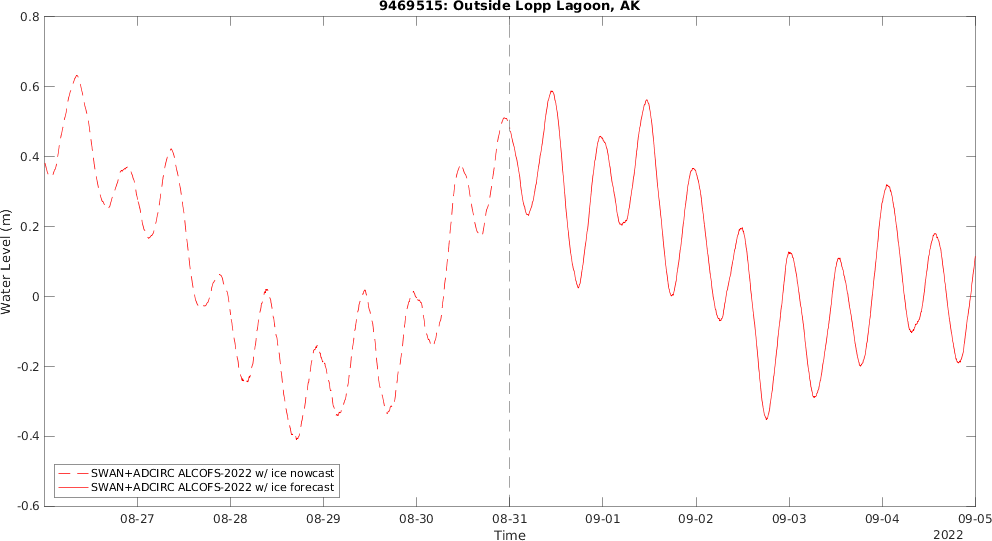 9469515: Outside Lopp Lagoon, AK
0.8
0.6
0.4
0.2
0
-0.2
-0.4
-0.6
Water Level (m)
SWAN+ADCIRC ALCOFS-2022 w/ ice nowcast
SWAN+ADCIRC ALCOFS-2022 w/ ice forecast
08-27 08-28 08-29 08-30 08-31 09-01 09-02 09-03 09-04 09-05
Time
2022